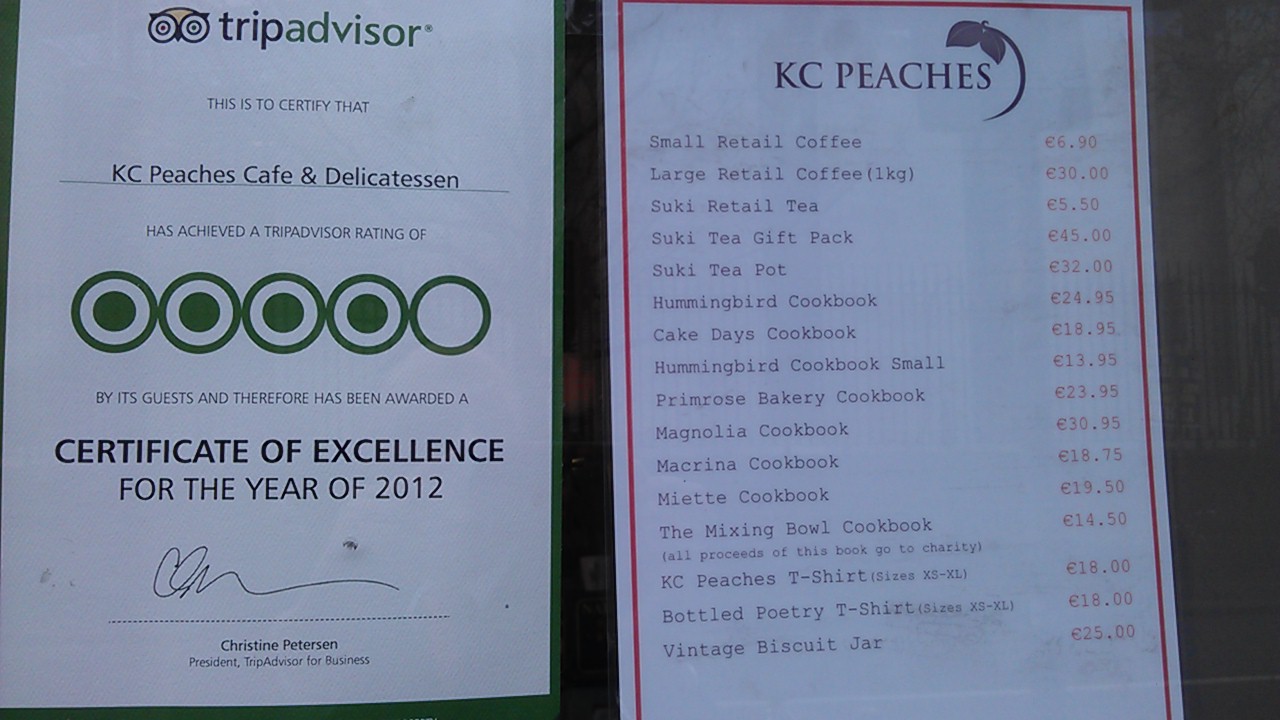 tripadvisor®
THIS IS TO CERTIFY THAT
KC Peaches Cafe & Delicatessen
HAS ACHIEVED A TRIPADVISOR RATING OF
BY ITS GUESTS AND THEREFORE HAS BEEN AWARDED A
CERTIFICATE OF EXCELLENCE
FOR THE YEAR OF 2012
Christine Petersen
President, TripAdvisor for Business
KC PEACHES
Small Retail Coffee €6.90
Large Retail Coffee(1kg) €30.00
Suki Retail Tea €5.50
Suki Tea Gift Pack €45.00
Suki Tea Pot €32.00
Hummingbird Cookbook €24.95
Cake Days Cookbook €18.95
Hummingbird Cookbook Small €13.95
Primrose Bakery Cookbook €23.95
Magnolia Cookbook €30.95
Macrina Cookbook €18.75
Miette Cookbook €19.50
The Mixing Bowl Cookbook €14.50
(all proceeds of this book go to charity)
KC Peaches T-Shirt(Sizes XS-XL) €18.00
Bottled Poetry T-Shirt(Sizes XS-XL) €18.00
Vintage Biscuit Jar €25.00